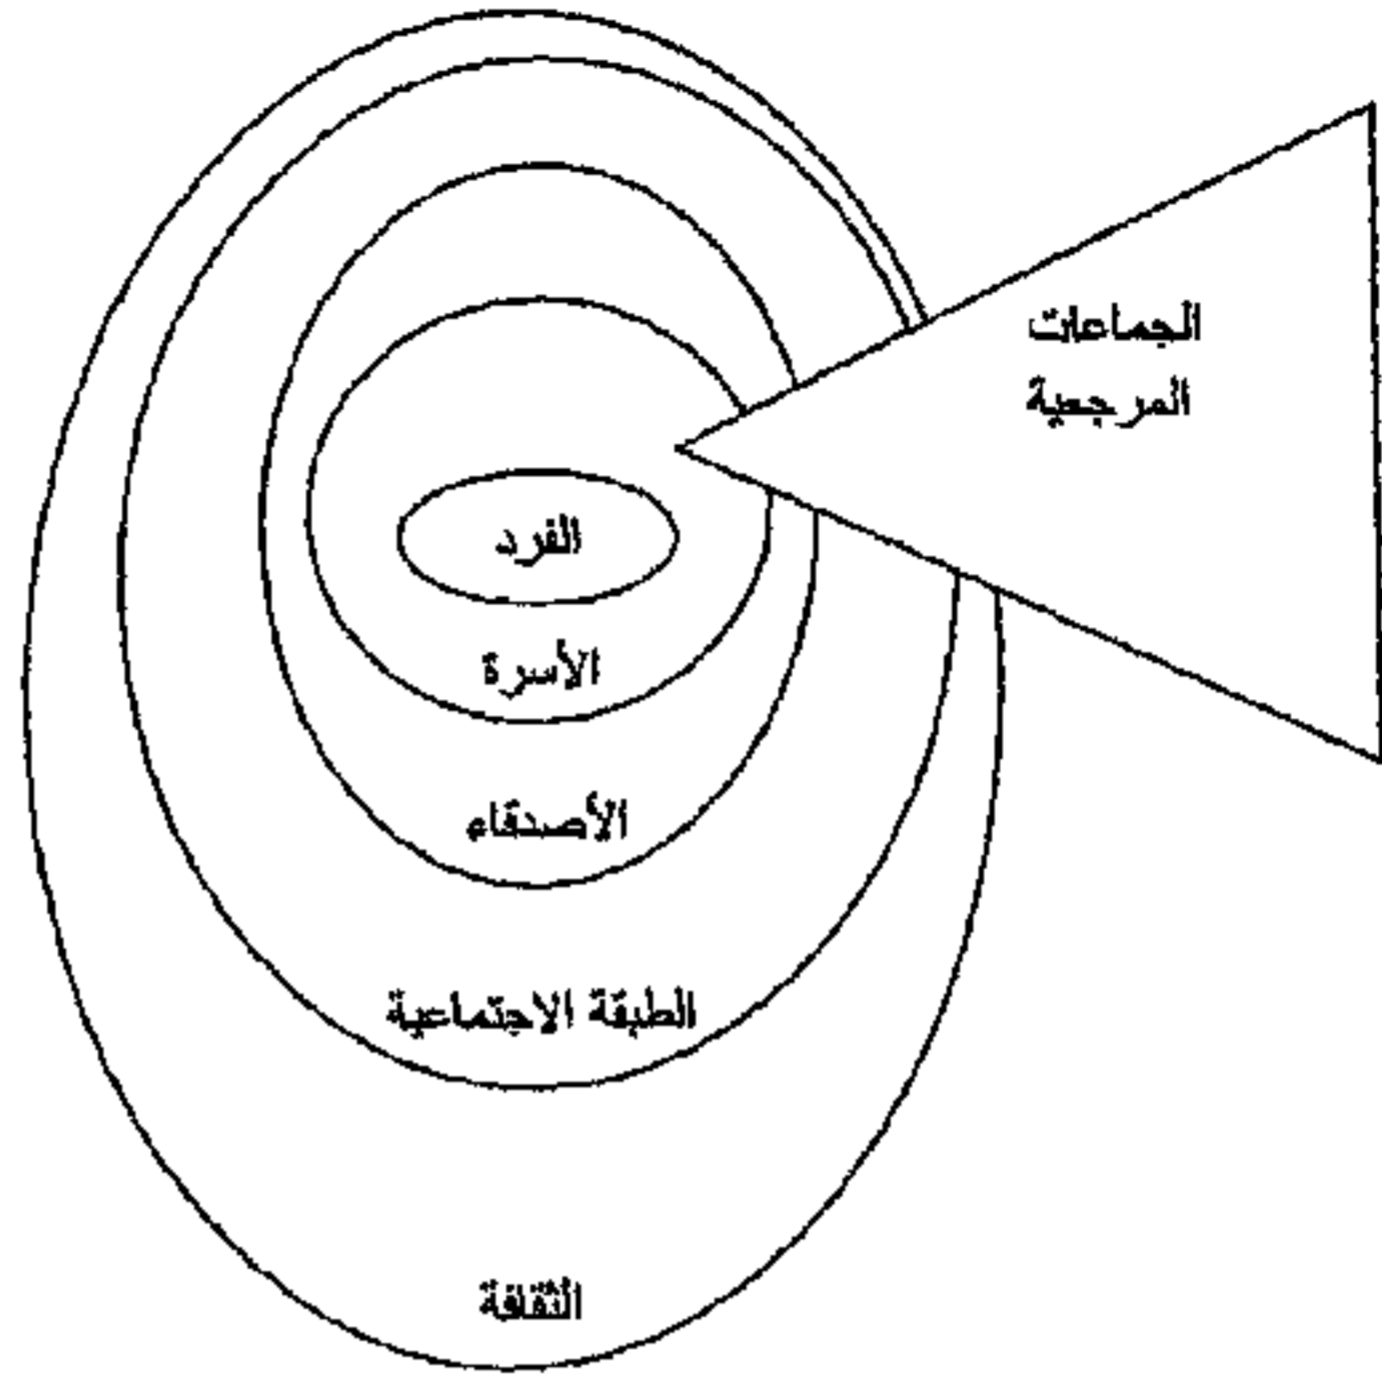 الجماعات
المرجعية
الفرد
الأسرة
الأصدقاء
الطبقة الاجتماعية
الثقافة